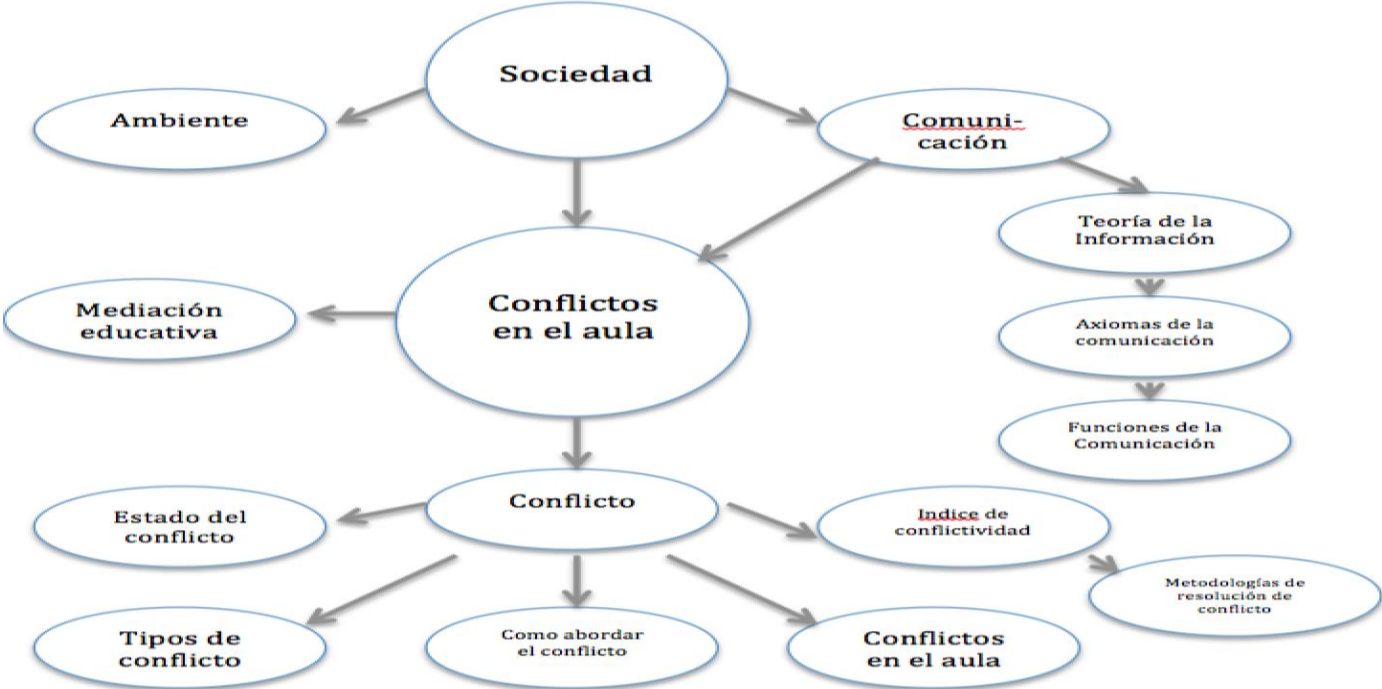 Sociedad
Ambiente
Comuni-
cación
Teoría de la
Información
Mediación
educativa
Conflictos
en el aula
Axiomas de la
comunicación
Funciones de la
Comunicación
Conflicto
Estado del
conflicto
Indice de
conflictividad
Metodologías de
resolución de
conflicto
Tipos de
conflicto
Como abordar
el conflicto
Conflictos
en el aula